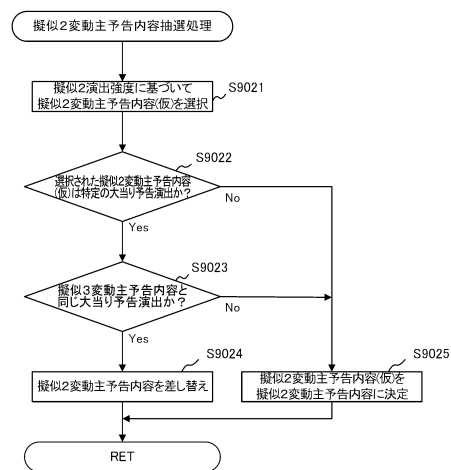 擬似2変動主予告内容抽選処理
擬似2演出強度に基づいて
擬似2変動主予告内容(仮)を選択
S9021
選択された擬似2変動主予告内容
(仮)は特定の大当り予告演出か？
S9022
No
Yes
擬似3変動主予告内容と
同じ大当り予告演出か？
S9023
No
Yes
擬似2変動主予告内容を差し替え
S9024
擬似2変動主予告内容(仮)を
擬似2変動主予告内容に決定
S9025
RET